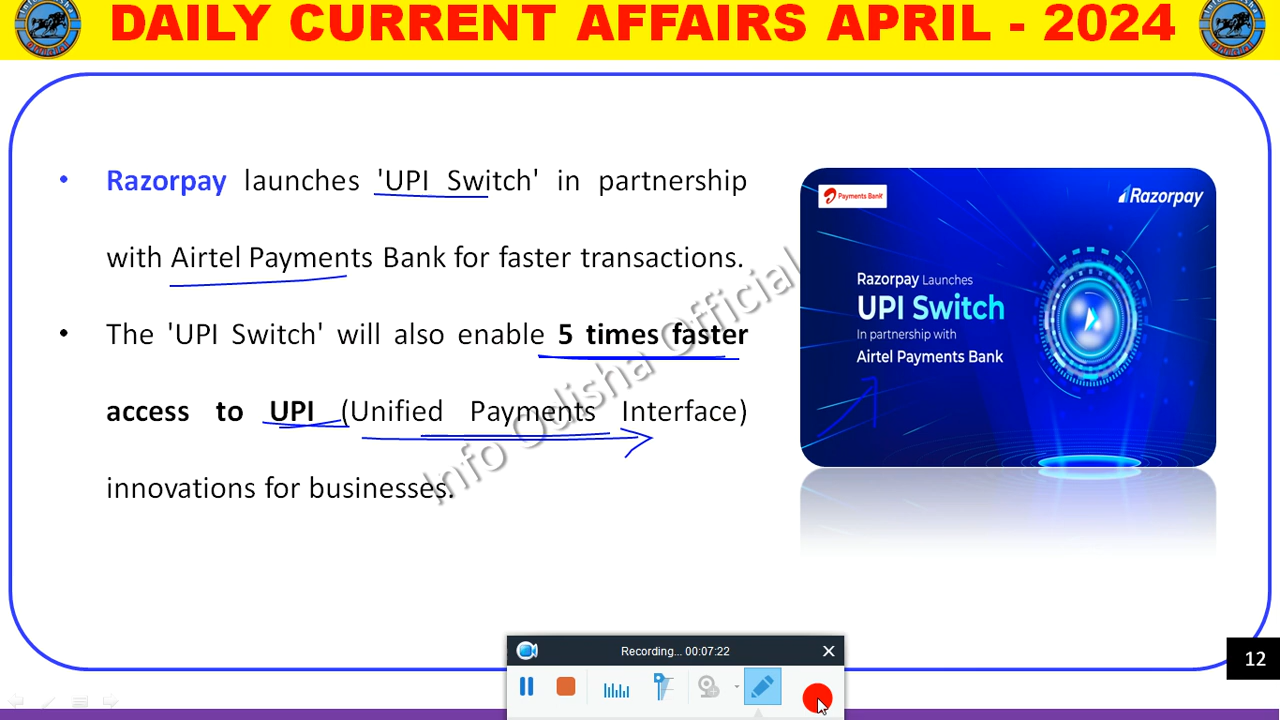 DAILY CURRENT AFFAIRS APRIL - 2024
• Razorpay launches 'UPI Switch' in partnership
with Airtel Payments Bank for faster transactions.
• The 'UPI Switch' will also enable 5 times faster
access to UPI (Unified Payments Interface)
innovations for businesses.
Info Odisha Official
Payments Bank
Razorpay
Razorpay Launches
UPI Switch
In partnership with
Airtel Payments Bank
12
Recording... 00:07:22